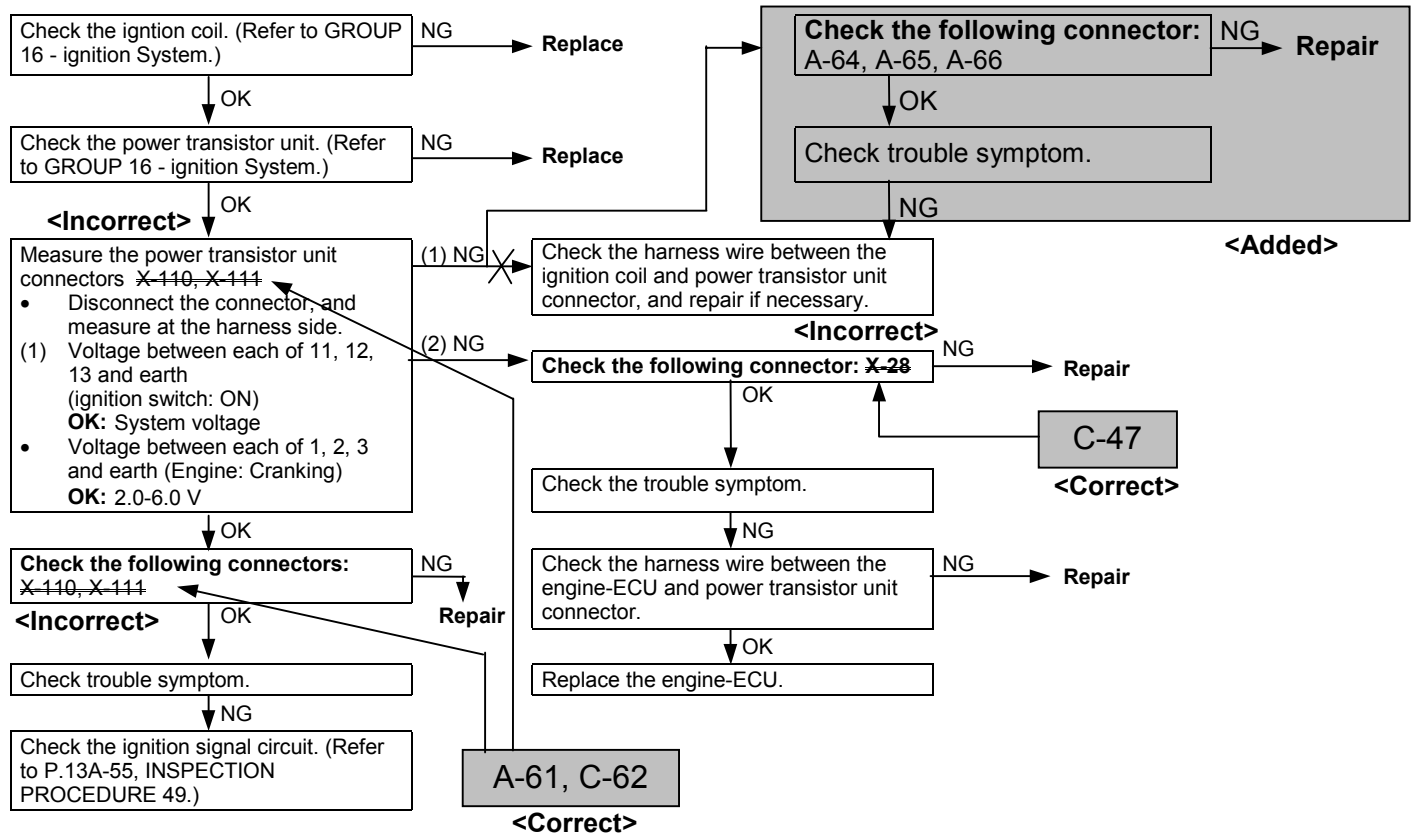 Check the igntion coil. (Refer to GROUP
16 - ignition System.)
NG
Replace
OK
Check the power transistor unit. (Refer
to GROUP 16 - ignition System.)
NG
Replace
OK
<Incorrect>
Measure the power transistor unit
connectors X-110, X-111
• Disconnect the connector, and
measure at the harness side.
(1) Voltage between each of 11, 12,
13 and earth
(ignition switch: ON)
OK: System voltage
• Voltage between each of 1, 2, 3
and earth (Engine: Cranking)
OK: 2.0-6.0 V
(1) NG
(2) NG
OK
Check the following connectors:
X-110, X-111
NG
Repair
<Incorrect>
OK
Check trouble symptom.
NG
Check the ignition signal circuit. (Refer
to P.13A-55, INSPECTION
PROCEDURE 49.)
Check the following connector:
A-64, A-65, A-66
NG
Repair
OK
Check trouble symptom.
NG
<Added>
Check the harness wire between the
ignition coil and power transistor unit
connector, and repair if necessary.
<Incorrect>
Check the following connector: X-28
NG
Repair
OK
C-47
<Correct>
Check the trouble symptom.
NG
Check the harness wire between the
engine-ECU and power transistor unit
connector.
NG
Repair
OK
Replace the engine-ECU.
A-61, C-62
<Correct>